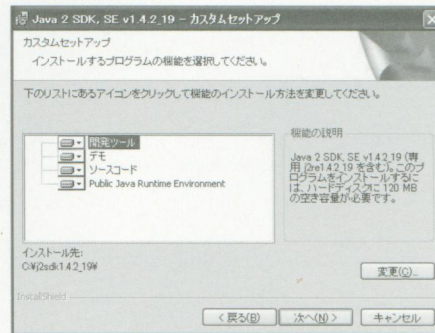 Java 2 SDK, SE v1.4.2_19 - カスタムセットアップ
カスタムセットアップ
インストールするプログラムの機能を選択してください。
下のリストにあるアイコンをクリックして機能のインストール方法を変更してください。
開発ツール
デモ
ソースコード
Public Java Runtime Environment
機能の説明
Java 2 SDK, SE v1.4.2_19 (専
用 j2re1.4.2_19 を含む)。このプ
ログラムをインストールするに
は、ハードディスクに 120 MB
の空き容量が必要です。
インストール先:
C:¥j2sdk1.4.2_19¥
変更(C)...
InstallShield
< 戻る(B)
次へ(N) >
キャンセル